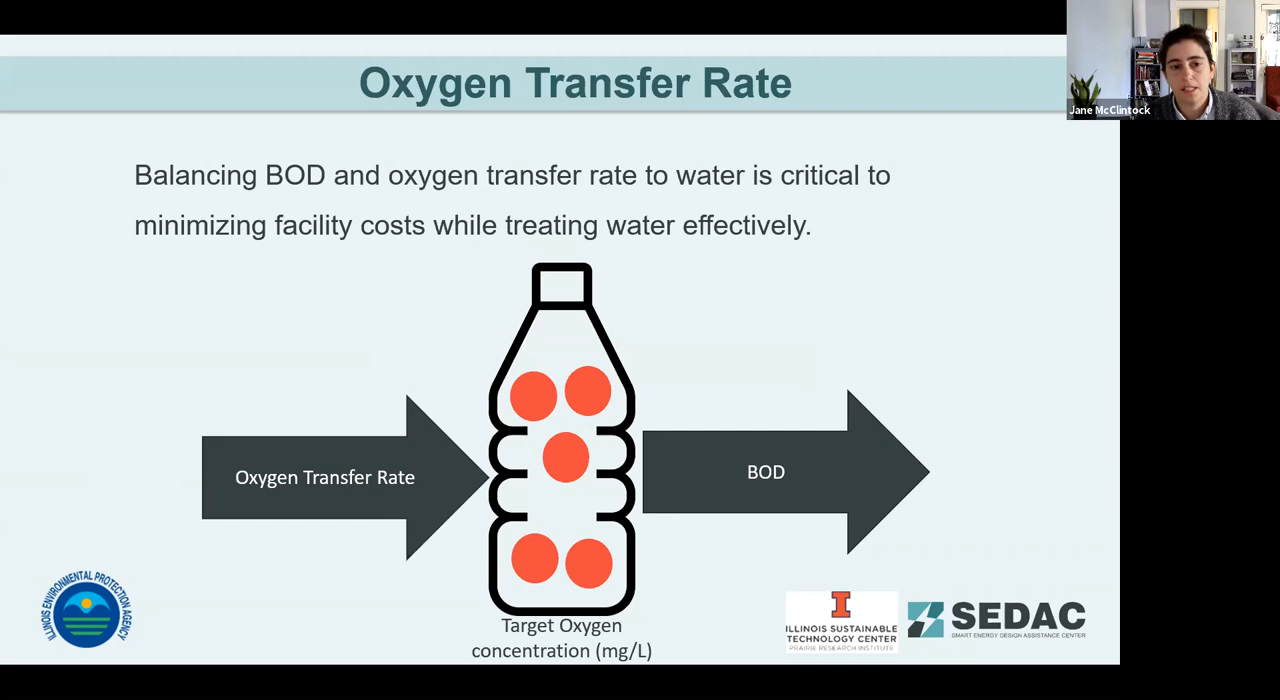 Oxygen Transfer Rate
Jane McClintock
Balancing BOD and oxygen transfer rate to water is critical to
minimizing facility costs while treating water effectively.
Oxygen Transfer Rate
BOD
Target Oxygen
concentration (mg/L)
ILLINOIS ENVIRONMENTAL PROTECTION AGENCY
I
ILLINOIS SUSTAINABLE
TECHNOLOGY CENTER
PRAIRIE RESEARCH INSTITUTE
SEDAC
SMART ENERGY DESIGN ASSISTANCE CENTER